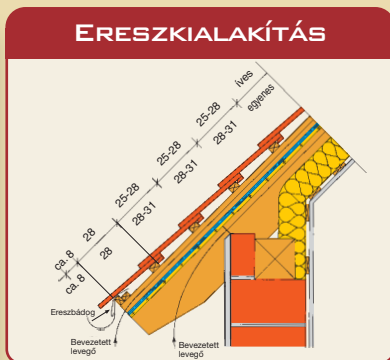 ERESZKIALAKÍTÁS
íves
egyenes
25-28
28-31
25-28
28-31
25-28
28-31
28
28
ca. 8
ca. 8
Ereszbádog
Bevezetett
levegő
Bevezetett
levegő